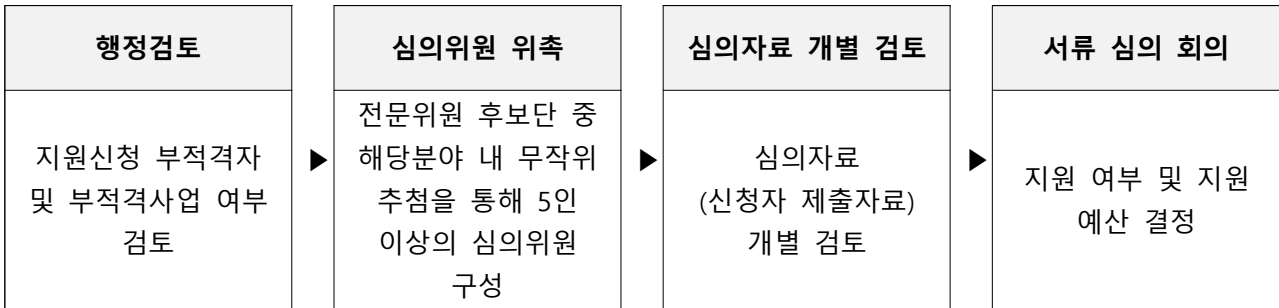 행정검토
지원신청 부적격자
및 부적격사업 여부
검토
▶
심의위원 위촉
전문위원 후보단 중
해당분야 내 무작위
추첨을 통해 5인
이상의 심의위원
구성
▶
심의자료 개별 검토
심의자료
(신청자 제출자료)
개별 검토
▶
서류 심의 회의
지원 여부 및 지원
예산 결정